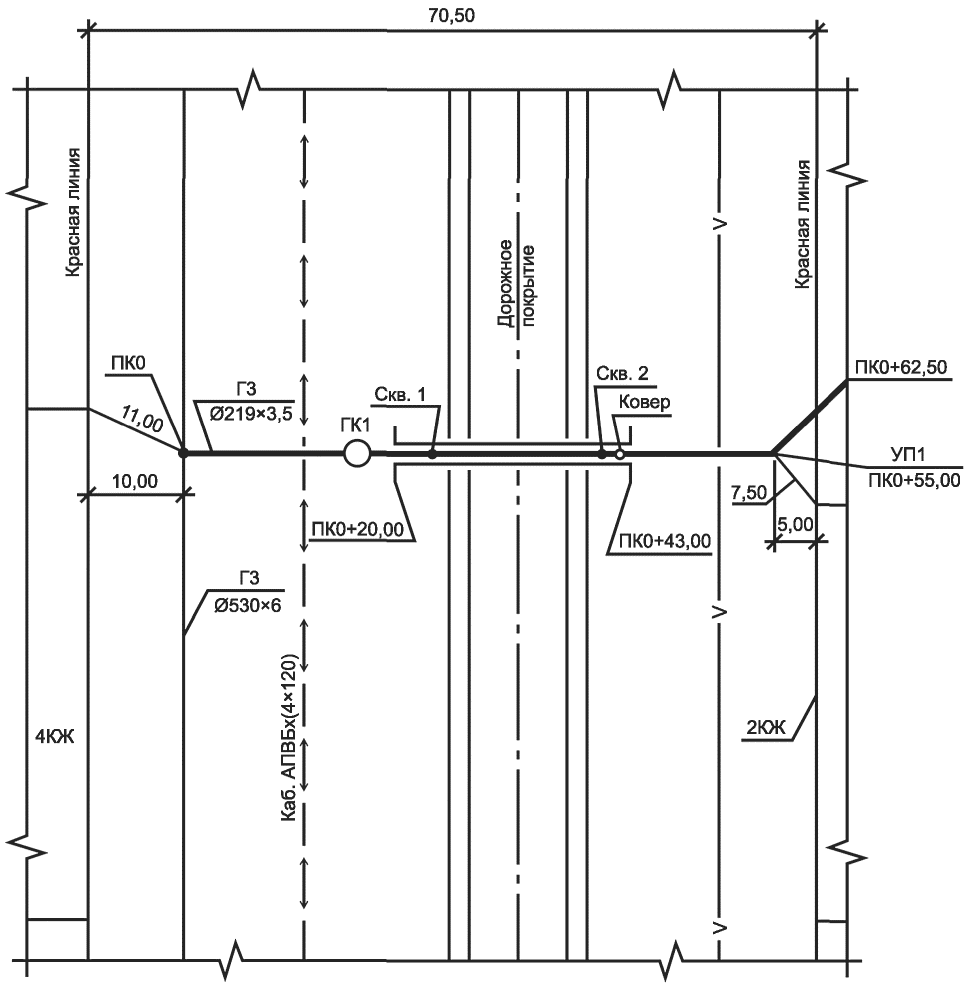 70,50
Красная линия
Красная линия
Дорожное
покрытие
V
ПК0
11,00
Г3
Ø219×3,5
ГК1
Скв. 1
Скв. 2
Ковер
ПК0+62,50
УП1
ПК0+55,00
10,00
7,50
5,00
ПК0+20,00
ПК0+43,00
Г3
Ø530×6
V
Каб. АПВБх(4×120)
4КЖ
2КЖ
V